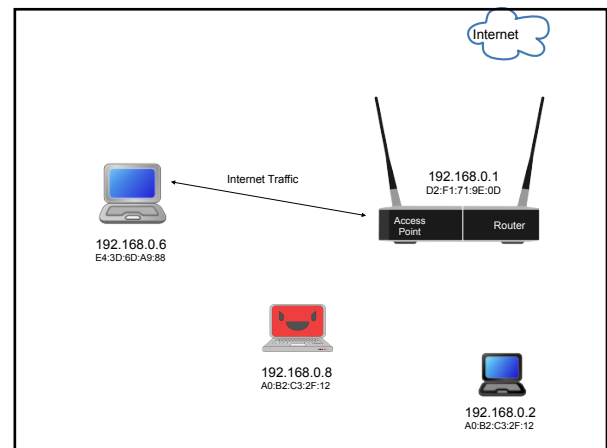 Internet
Internet Traffic
192.168.0.1
D2:F1:71:9E:0D
Access
Point
Router
192.168.0.6
E4:3D:6D:A9:88
192.168.0.8
A0:B2:C3:2F:12
192.168.0.2
A0:B2:C3:2F:12